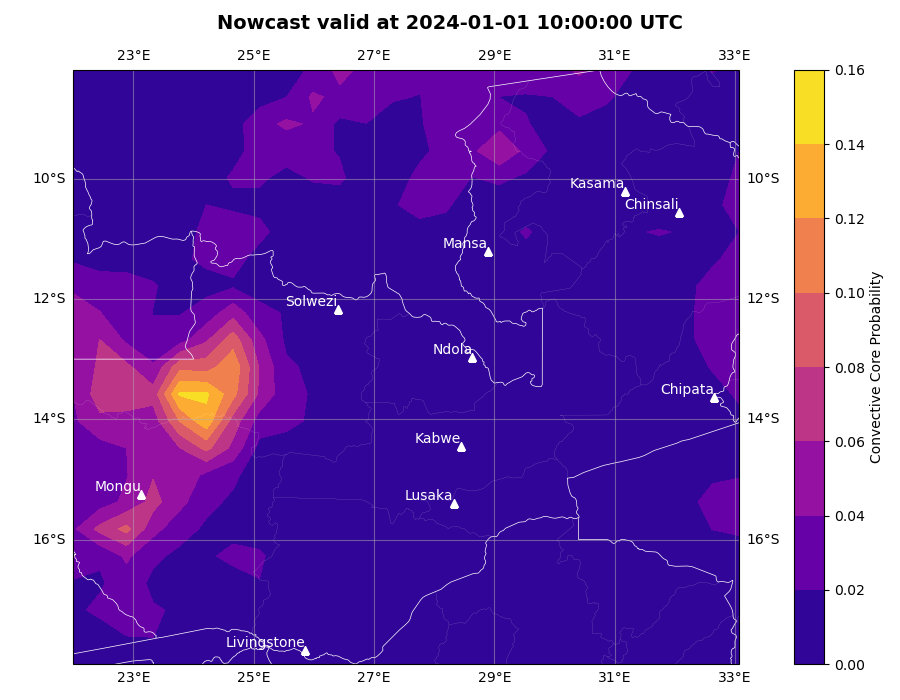 Nowcast valid at 2024-01-01 10:00:00 UTC
23°E 25°E 27°E 29°E 31°E 33°E
0.16
0.14
10°S 10°S
Kasama
Chinsali
0.12
Mansa
12°S 12°S
Solwezi
0.10
Ndola
0.08
Chipata
14°S 14°S
Kabwe
0.06
Mongu
Lusaka
0.04
16°S 16°S
0.02
Livingstone
0.00
23°E 25°E 27°E 29°E 31°E 33°E
Convective Core Probability